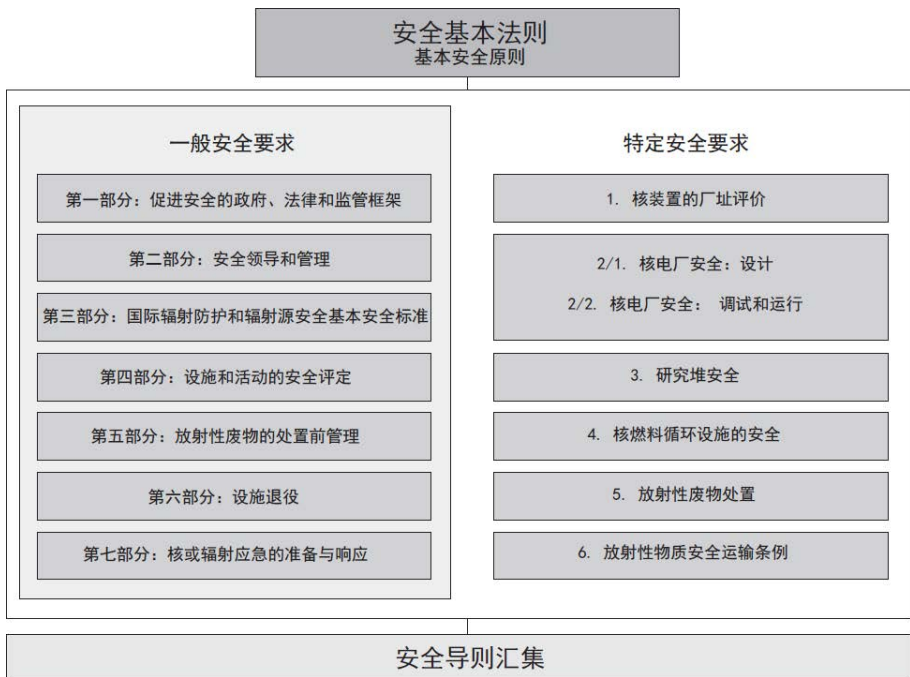 安全基本法则
基本安全原则
一般安全要求
第一部分：促进安全的政府、法律和监管框架
第二部分：安全领导和管理
第三部分：国际辐射防护和辐射源安全基本安全标准
第四部分：设施和活动的安全评定
第五部分：放射性废物的处置前管理
第六部分：设施退役
第七部分：核或辐射应急的准备与响应
特定安全要求
1. 核装置的厂址评价
2/1. 核电厂安全：设计
2/2. 核电厂安全： 调试和运行
3. 研究堆安全
4. 核燃料循环设施的安全
5. 放射性废物处置
6. 放射性物质安全运输条例
安全导则汇集